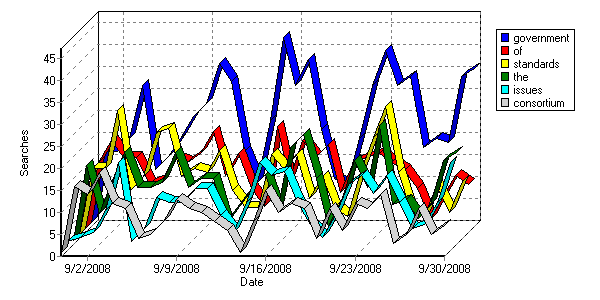 45
40
35
30
25
20
15
10
5
0
Searches
9/2/2008 9/9/2008 9/16/2008 9/23/2008 9/30/2008
Date
government
of
standards
the
issues
consortium